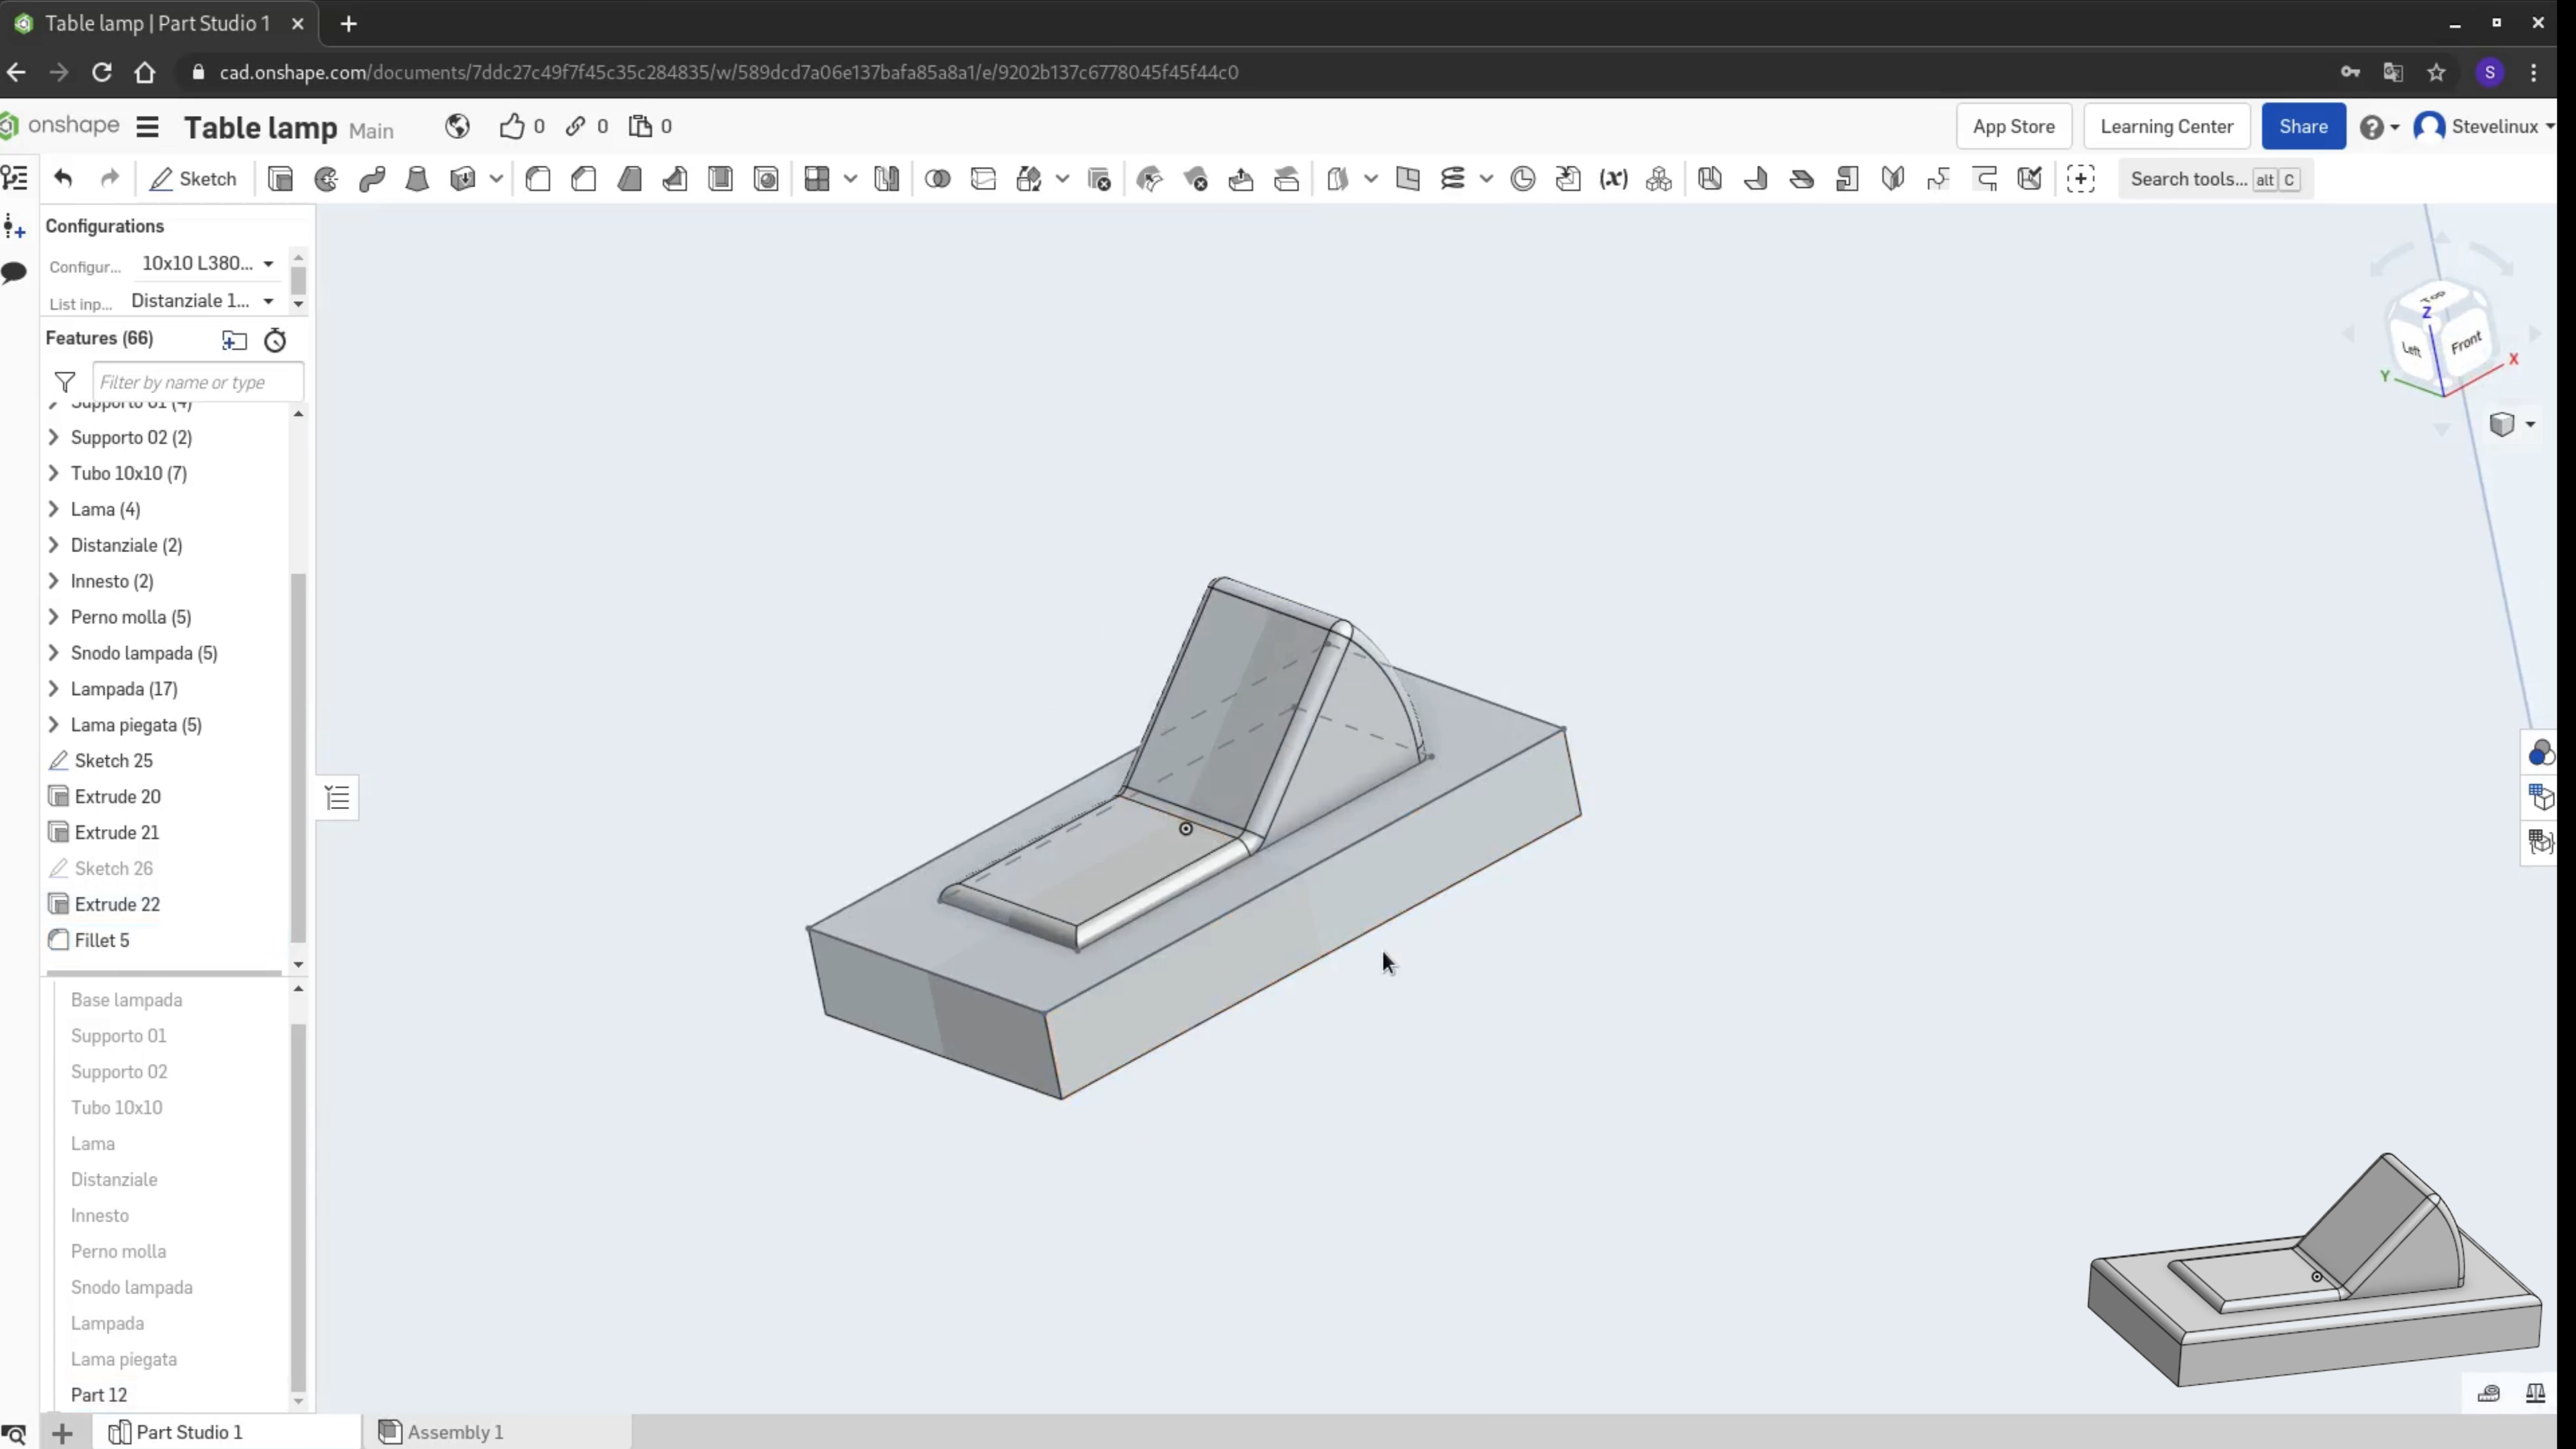 Table lamp | Part Studio 1
cad.onshape.com/documents/7ddc27c49f7f45c35c284835/w/589dcd7a06e137bafa85a8a1/e/9202b137c6778045f45f44c0
S
onshape Table lamp Main 0 0 0 App Store Learning Center Share Stevelinux
Sketch (x) Search tools... alt C
Configurations
Configur... 10x10 L380...
List inp... Distanziale 1...
Features (66)
Filter by name or type
Supporto 01 (4)
Supporto 02 (2)
Tubo 10x10 (7)
Lama (4)
Distanziale (2)
Innesto (2)
Perno molla (5)
Snodo lampada (5)
Lampada (17)
Lama piegata (5)
Sketch 25
Extrude 20
Extrude 21
Sketch 26
Extrude 22
Fillet 5
Base lampada
Supporto 01
Supporto 02
Tubo 10x10
Lama
Distanziale
Innesto
Perno molla
Snodo lampada
Lampada
Lama piegata
Part 12
Top
Z
Left Front
X
Y
Part Studio 1 Assembly 1